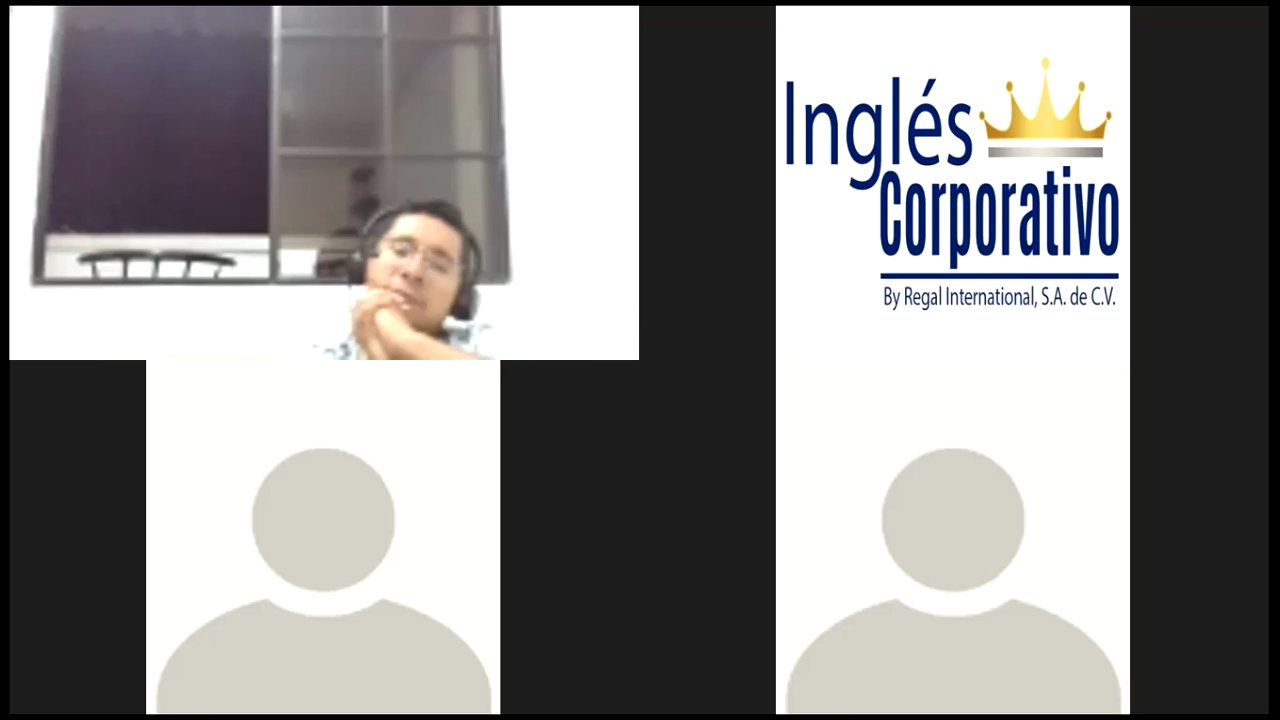 Inglés
Corporativo
By Regal International, S.A. de C.V.